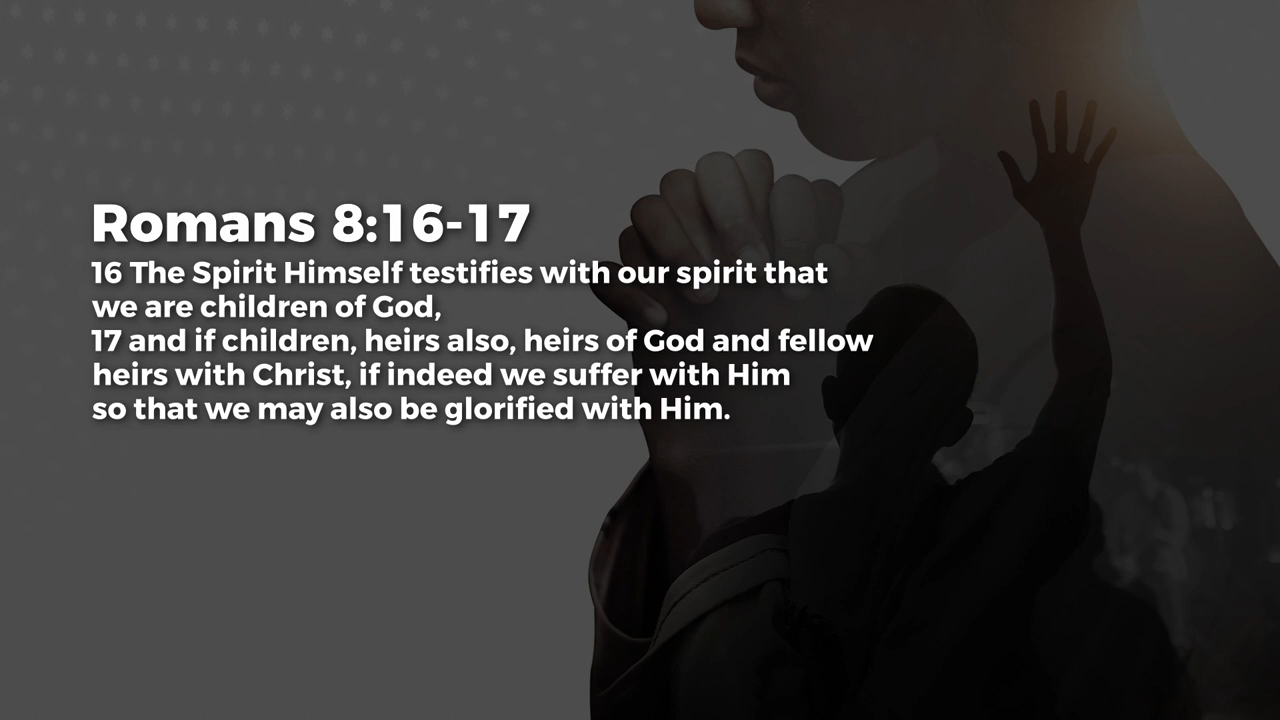 Romans 8:16-17
16 The Spirit Himself testifies with our spirit that
we are children of God,
17 and if children, heirs also, heirs of God and fellow
heirs with Christ, if indeed we suffer with Him
so that we may also be glorified with Him.